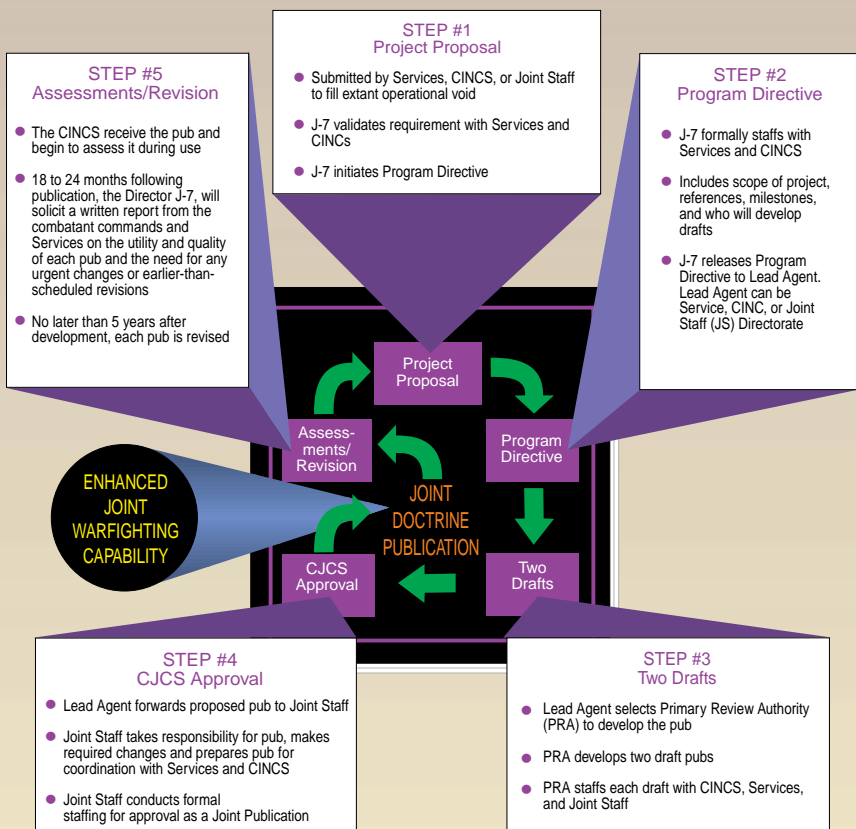 STEP #1
Project Proposal
● Submitted by Services, CINCS, or Joint Staff
to fill extant operational void
● J-7 validates requirement with Services and
CINCs
● J-7 initiates Program Directive
STEP #2
Program Directive
● J-7 formally staffs with
Services and CINCS
● Includes scope of project,
references, milestones,
and who will develop
drafts
● J-7 releases Program
Directive to Lead Agent.
Lead Agent can be
Service, CINC, or Joint
Staff (JS) Directorate
STEP #3
Two Drafts
● Lead Agent selects Primary Review Authority
(PRA) to develop the pub
● PRA develops two draft pubs
● PRA staffs each draft with CINCS, Services,
and Joint Staff
STEP #4
CJCS Approval
● Lead Agent forwards proposed pub to Joint Staff
● Joint Staff takes responsibility for pub, makes
required changes and prepares pub for
coordination with Services and CINCS
● Joint Staff conducts formal
staffing for approval as a Joint Publication
STEP #5
Assessments/Revision
● The CINCS receive the pub and
begin to assess it during use
● 18 to 24 months following
publication, the Director J-7, will
solicit a written report from the
combatant commands and
Services on the utility and quality
of each pub and the need for any
urgent changes or earlier-than-
scheduled revisions
● No later than 5 years after
development, each pub is revised
Project
Proposal
Program
Directive
Two
Drafts
CJCS
Approval
Assess-
ments/
Revision
JOINT
DOCTRINE
PUBLICATION
ENHANCED
JOINT
WARFIGHTING
CAPABILITY